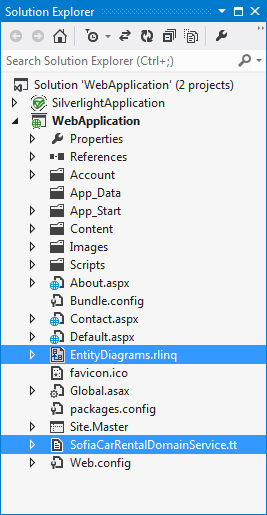 Solution Explorer
Search Solution Explorer (Ctrl+;)
Solution 'WebApplication' (2 projects)
SilverlightApplication
WebApplication
Properties
References
Account
App_Data
App_Start
Content
Images
Scripts
About.aspx
Bundle.config
Contact.aspx
Default.aspx
EntityDiagrams.rlinq
favicon.ico
Global.asax
packages.config
Site.Master
SofiaCarRentalDomainService.tt
Web.config